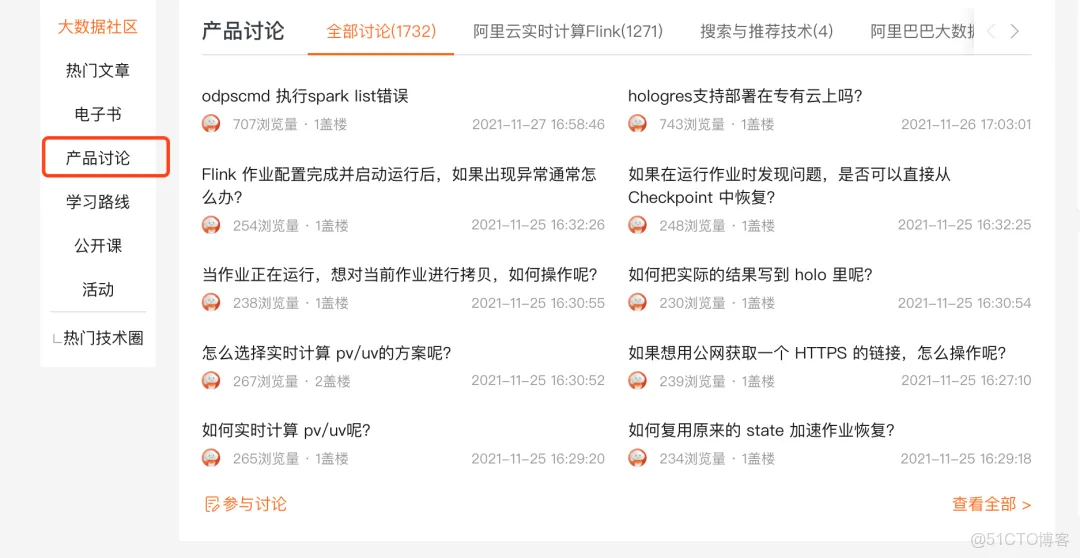 大数据社区
热门文章
电子书
产品讨论
学习路线
公开课
活动
热门技术圈
产品讨论 全部讨论(1732) 阿里云实时计算Flink(1271) 搜索与推荐技术(4) 阿里巴巴大数据
odpscmd 执行spark list错误
707浏览量 · 1盖楼 2021-11-27 16:58:46
hologres支持部署在专有云上吗?
743浏览量 · 1盖楼 2021-11-26 17:03:01
Flink 作业配置完成并启动运行后，如果出现异常通常怎
么办?
254浏览量 · 1盖楼 2021-11-25 16:32:26
如果在运行作业时发现问题，是否可以直接从
Checkpoint 中恢复?
248浏览量 · 1盖楼 2021-11-25 16:32:25
当作业正在运行，想对当前作业进行拷贝，如何操作呢?
238浏览量 · 1盖楼 2021-11-25 16:30:55
如何把实际的结果写到 holo 里呢?
230浏览量 · 1盖楼 2021-11-25 16:30:54
怎么选择实时计算 pv/uv的方案呢?
267浏览量 · 2盖楼 2021-11-25 16:30:52
如果想用公网获取一个 HTTPS 的链接，怎么操作呢?
239浏览量 · 1盖楼 2021-11-25 16:27:10
如何实时计算 pv/uv呢?
265浏览量 · 1盖楼 2021-11-25 16:29:20
如何复用原来的 state 加速作业恢复?
234浏览量 · 1盖楼 2021-11-25 16:29:18
参与讨论 查看全部 >
@51CTO博客